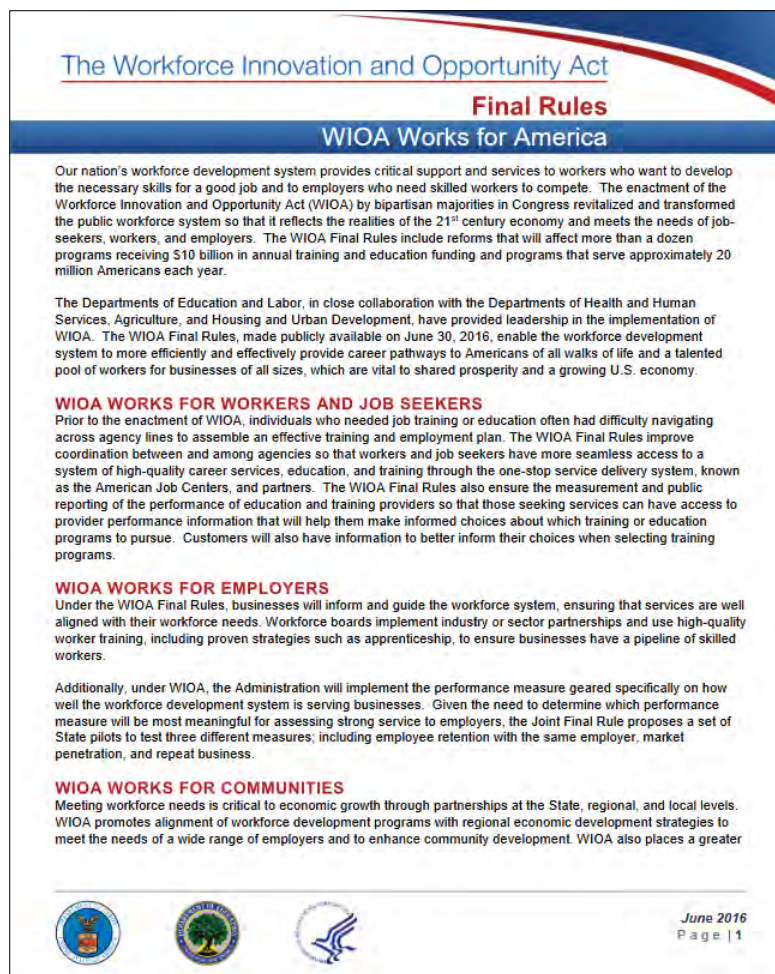 The Workforce Innovation and Opportunity Act
Final Rules
WIOA Works for America
Our nation's workforce development system provides critical support and services to workers who want to develop
the necessary skills for a good job and to employers who need skilled workers to compete. The enactment of the
Workforce Innovation and Opportunity Act (WIOA) by bipartisan majorities in Congress revitalized and transformed
the public workforce system so that it reflects the realities of the 21st century economy and meets the needs of job-
seekers, workers, and employers. The WIOA Final Rules include reforms that will affect more than a dozen
programs receiving $10 billion in annual training and education funding and programs that serve approximately 20
million Americans each year.
The Departments of Education and Labor, in close collaboration with the Departments of Health and Human
Services, Agriculture, and Housing and Urban Development, have provided leadership in the implementation of
WIOA. The WIOA Final Rules, made publicly available on June 30, 2016, enable the workforce development
system to more efficiently and effectively provide career pathways to Americans of all walks of life and a talented
pool of workers for businesses of all sizes, which are vital to shared prosperity and a growing U.S. economy.
WIOA WORKS FOR WORKERS AND JOB SEEKERS
Prior to the enactment of WIOA, individuals who needed job training or education often had difficulty navigating
across agency lines to assemble an effective training and employment plan. The WIOA Final Rules improve
coordination between and among agencies so that workers and job seekers have more seamless access to a
system of high-quality career services, education, and training through the one-stop service delivery system, known
as the American Job Centers, and partners. The WIOA Final Rules also ensure the measurement and public
reporting of the performance of education and training providers so that those seeking services can have access to
provider performance information that will help them make informed choices about which training or education
programs to pursue. Customers will also have information to better inform their choices when selecting training
programs.
WIOA WORKS FOR EMPLOYERS
Under the WIOA Final Rules, businesses will inform and guide the workforce system, ensuring that services are well
aligned with their workforce needs. Workforce boards implement industry or sector partnerships and use high-quality
worker training, including proven strategies such as apprenticeship, to ensure businesses have a pipeline of skilled
workers.
Additionally, under WIOA, the Administration will implement the performance measure geared specifically on how
well the workforce development system is serving businesses. Given the need to determine which performance
measure will be most meaningful for assessing strong service to employers, the Joint Final Rule proposes a set of
State pilots to test three different measures; including employee retention with the same employer, market
penetration, and repeat business.
WIOA WORKS FOR COMMUNITIES
Meeting workforce needs is critical to economic growth through partnerships at the State, regional, and local levels.
WIOA promotes alignment of workforce development programs with regional economic development strategies to
meet the needs of a wide range of employers and to enhance community development. WIOA also places a greater
June 2016
Page | 1